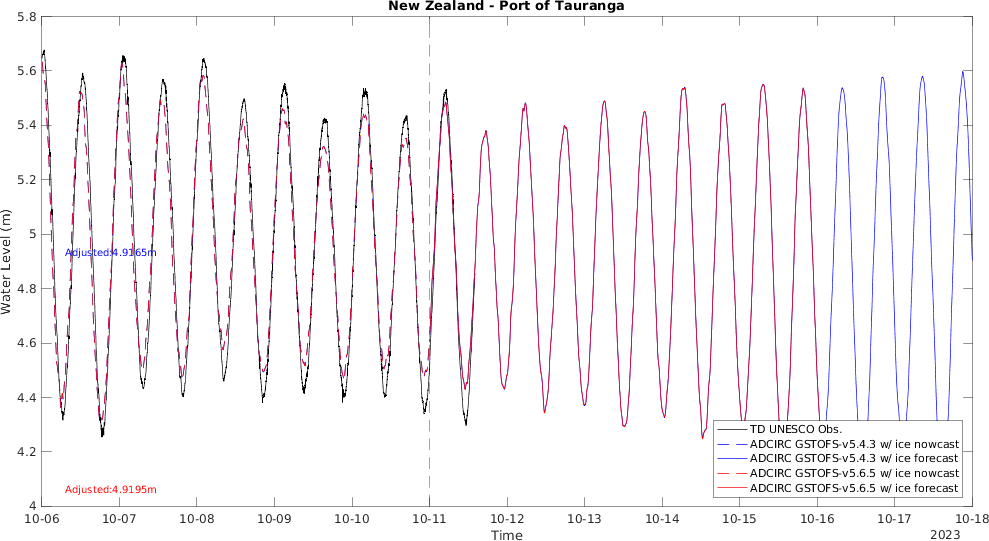 New Zealand - Port of Tauranga
5.8
5.6
5.4
5.2
5
4.8
4.6
4.4
4.2
4
Water Level (m)
Adjusted:4.9165m
Adjusted:4.9195m
TD UNESCO Obs.
ADCIRC GSTOFS-v5.4.3 w/ ice nowcast
ADCIRC GSTOFS-v5.4.3 w/ ice forecast
ADCIRC GSTOFS-v5.6.5 w/ ice nowcast
ADCIRC GSTOFS-v5.6.5 w/ ice forecast
10-06 10-07 10-08 10-09 10-10 10-11 10-12 10-13 10-14 10-15 10-16 10-17 10-18
Time
2023